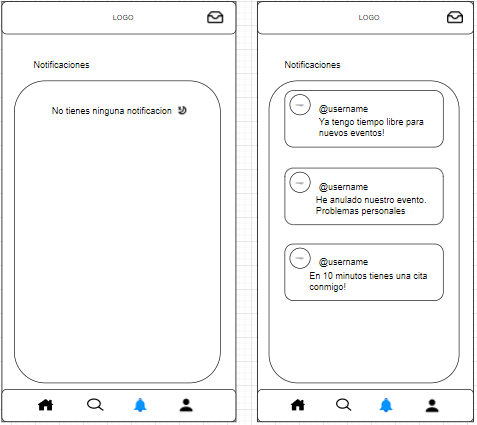 LOGO
Notificaciones
No tienes ninguna notificacion
LOGO
Notificaciones
@username
Ya tengo tiempo libre para
nuevos eventos!
@username
He anulado nuestro evento.
Problemas personales
@username
En 10 minutos tienes una cita
conmigo!